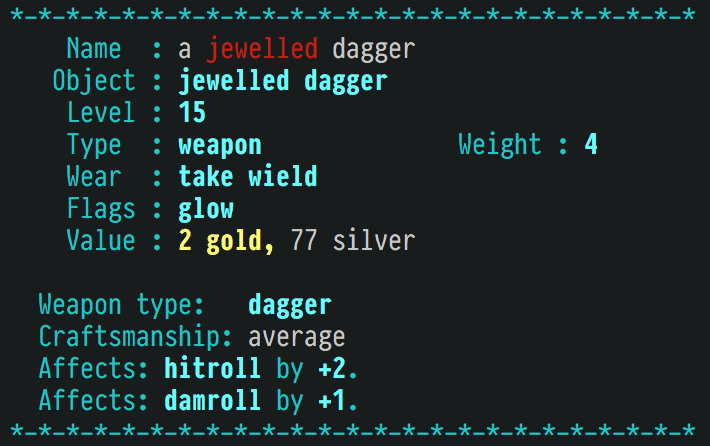 *-*-*-*-*-*-*-*-*-*-*-*-*-*-*-*-*-*-*-*-*-*-*-*-*
Name : a jewelled dagger
Object : jewelled dagger
Level : 15
Type : weapon Weight : 4
Wear : take wield
Flags : glow
Value : 2 gold, 77 silver
Weapon type: dagger
Craftsmanship: average
Affects: hitroll by +2.
Affects: damroll by +1.
*-*-*-*-*-*-*-*-*-*-*-*-*-*-*-*-*-*-*-*-*-*-*-*-*